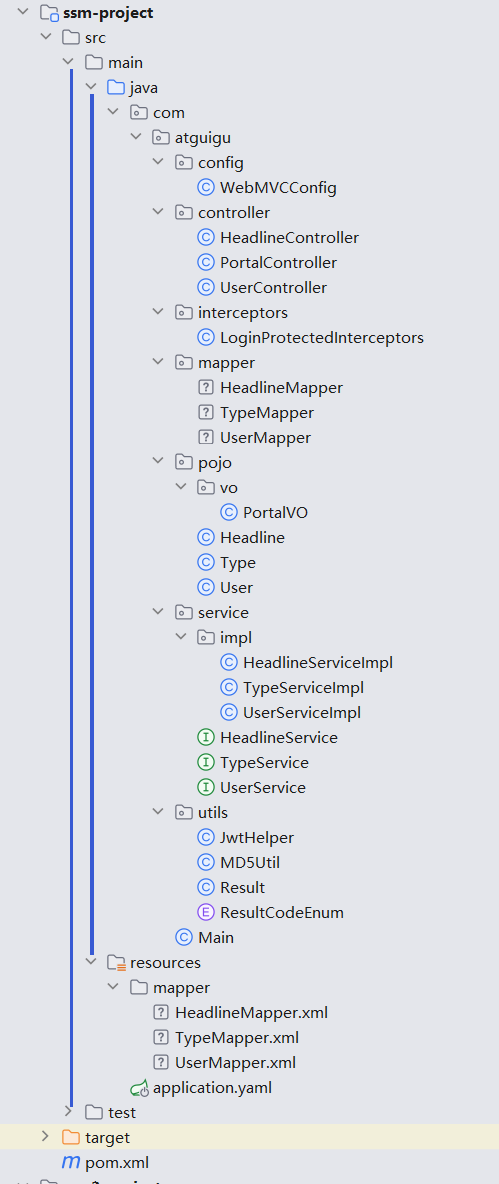 ssm-project
src
main
java
com
atguigu
config
WebMVCConfig
controller
HeadlineController
PortalController
UserController
interceptors
LoginProtectedInterceptors
mapper
HeadlineMapper
TypeMapper
UserMapper
pojo
vo
PortalVO
Headline
Type
User
service
impl
HeadlineServiceImpl
TypeServiceImpl
UserServiceImpl
HeadlineService
TypeService
UserService
utils
JwtHelper
MD5Util
Result
ResultCodeEnum
Main
resources
mapper
HeadlineMapper.xml
TypeMapper.xml
UserMapper.xml
application.yaml
test
target
pom.xml